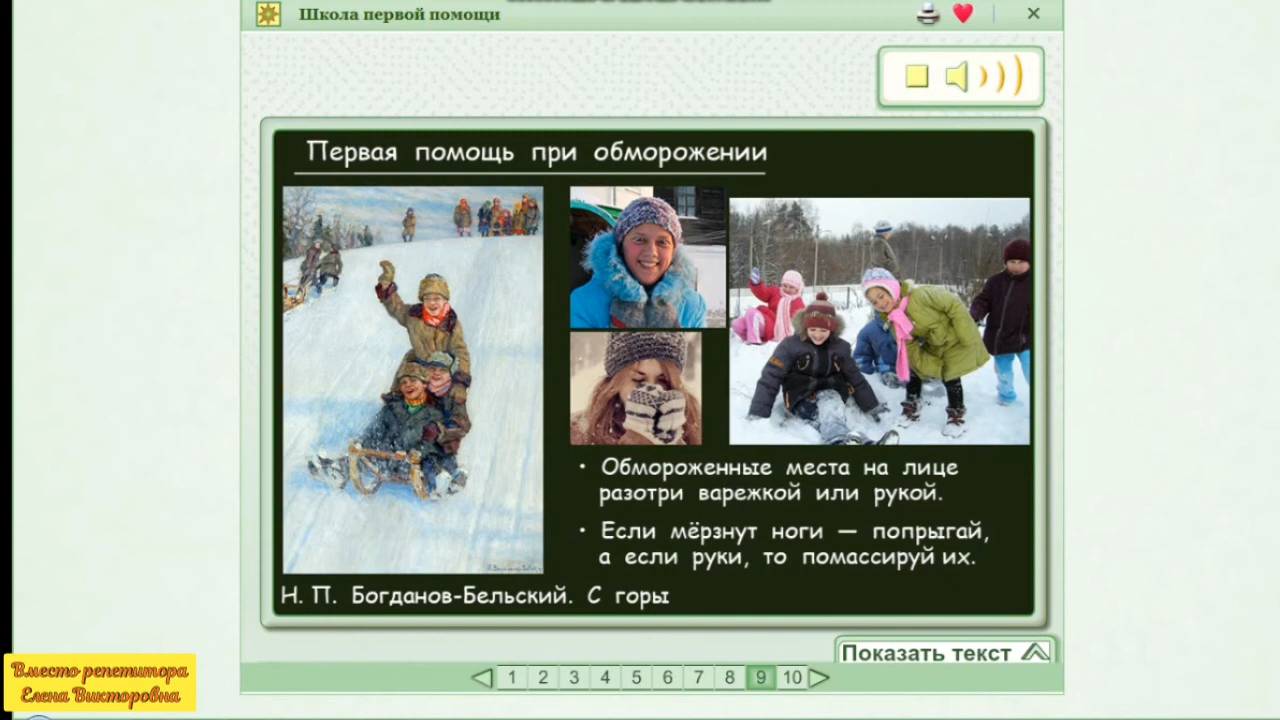 Школа первой помощи
Первая помощь при обморожении
• Обмороженные места на лице
разотри варежкой или рукой.
• Если мёрзнут ноги — попрыгай,
а если руки, то помассируй их.
Н. П. Богданов-Бельский. С горы
Показать текст
1 2 3 4 5 6 7 8 9 10
Вместо репетитора
Елена Викторовна